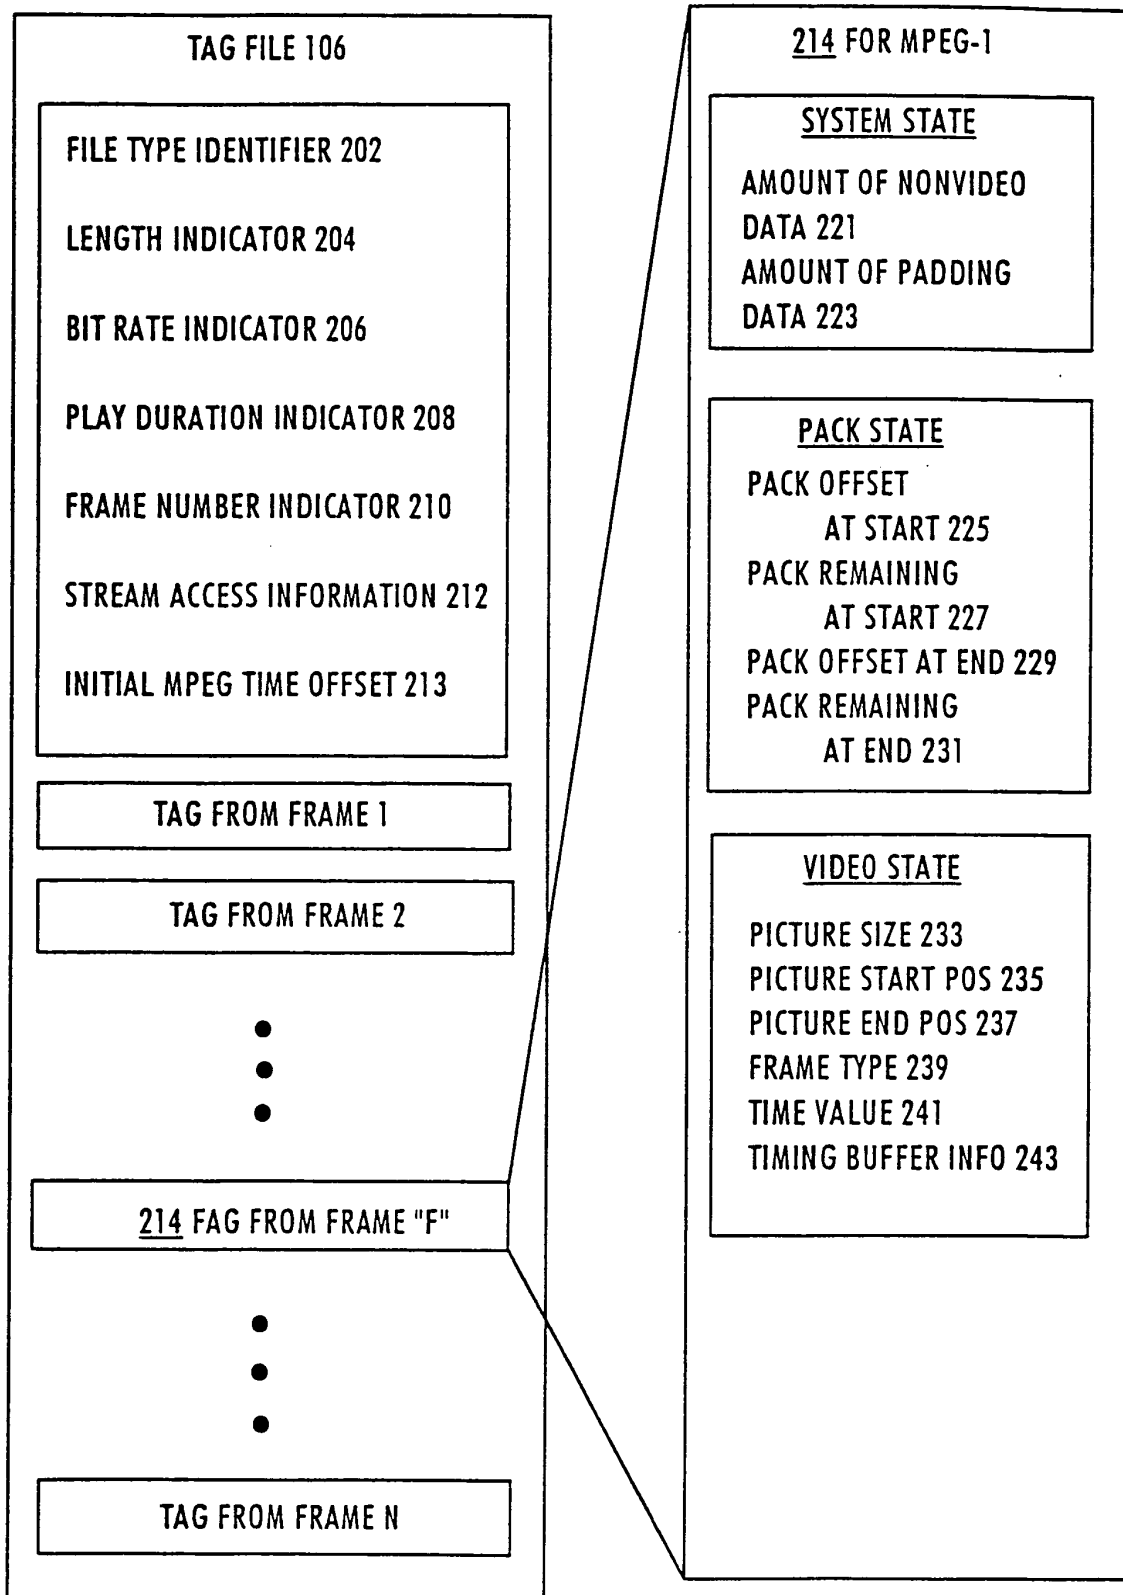 TAG FILE 106
FILE TYPE IDENTIFIER 202
LENGTH INDICATOR 204
BIT RATE INDICATOR 206
PLAY DURATION INDICATOR 208
FRAME NUMBER INDICATOR 210
STREAM ACCESS INFORMATION 212
INITIAL MPEG TIME OFFSET 213
TAG FROM FRAME 1
TAG FROM FRAME 2
214 FAG FROM FRAME "F"
TAG FROM FRAME N
214 FOR MPEG-1
SYSTEM STATE
AMOUNT OF NONVIDEO
DATA 221
AMOUNT OF PADDING
DATA 223
PACK STATE
PACK OFFSET
AT START 225
PACK REMAINING
AT START 227
PACK OFFSET AT END 229
PACK REMAINING
AT END 231
VIDEO STATE
PICTURE SIZE 233
PICTURE START POS 235
PICTURE END POS 237
FRAME TYPE 239
TIME VALUE 241
TIMING BUFFER INFO 243